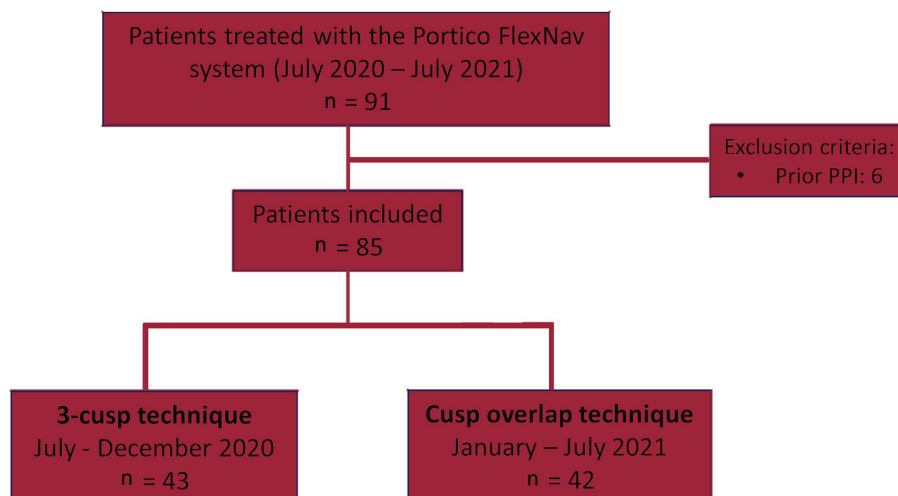 Patients treated with the Portico FlexNav
system (July 2020 – July 2021)
n = 91
Exclusion criteria:
• Prior PPI: 6
Patients included
n = 85
3-cusp technique
July - December 2020
n = 43
Cusp overlap technique
January – July 2021
n = 42